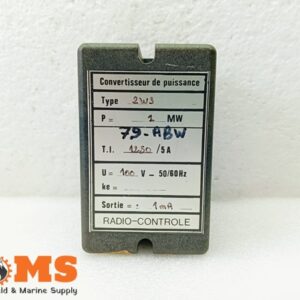 Convertisseur de puissance
Type 2W3
P = 1 MW
79-ABW
T.I. 1250 /5A
U = 100 V - 50/60Hz
ke =
Sortie = : 1mA
RADIO-CONTROLE
OMS
ld & Marine Supply